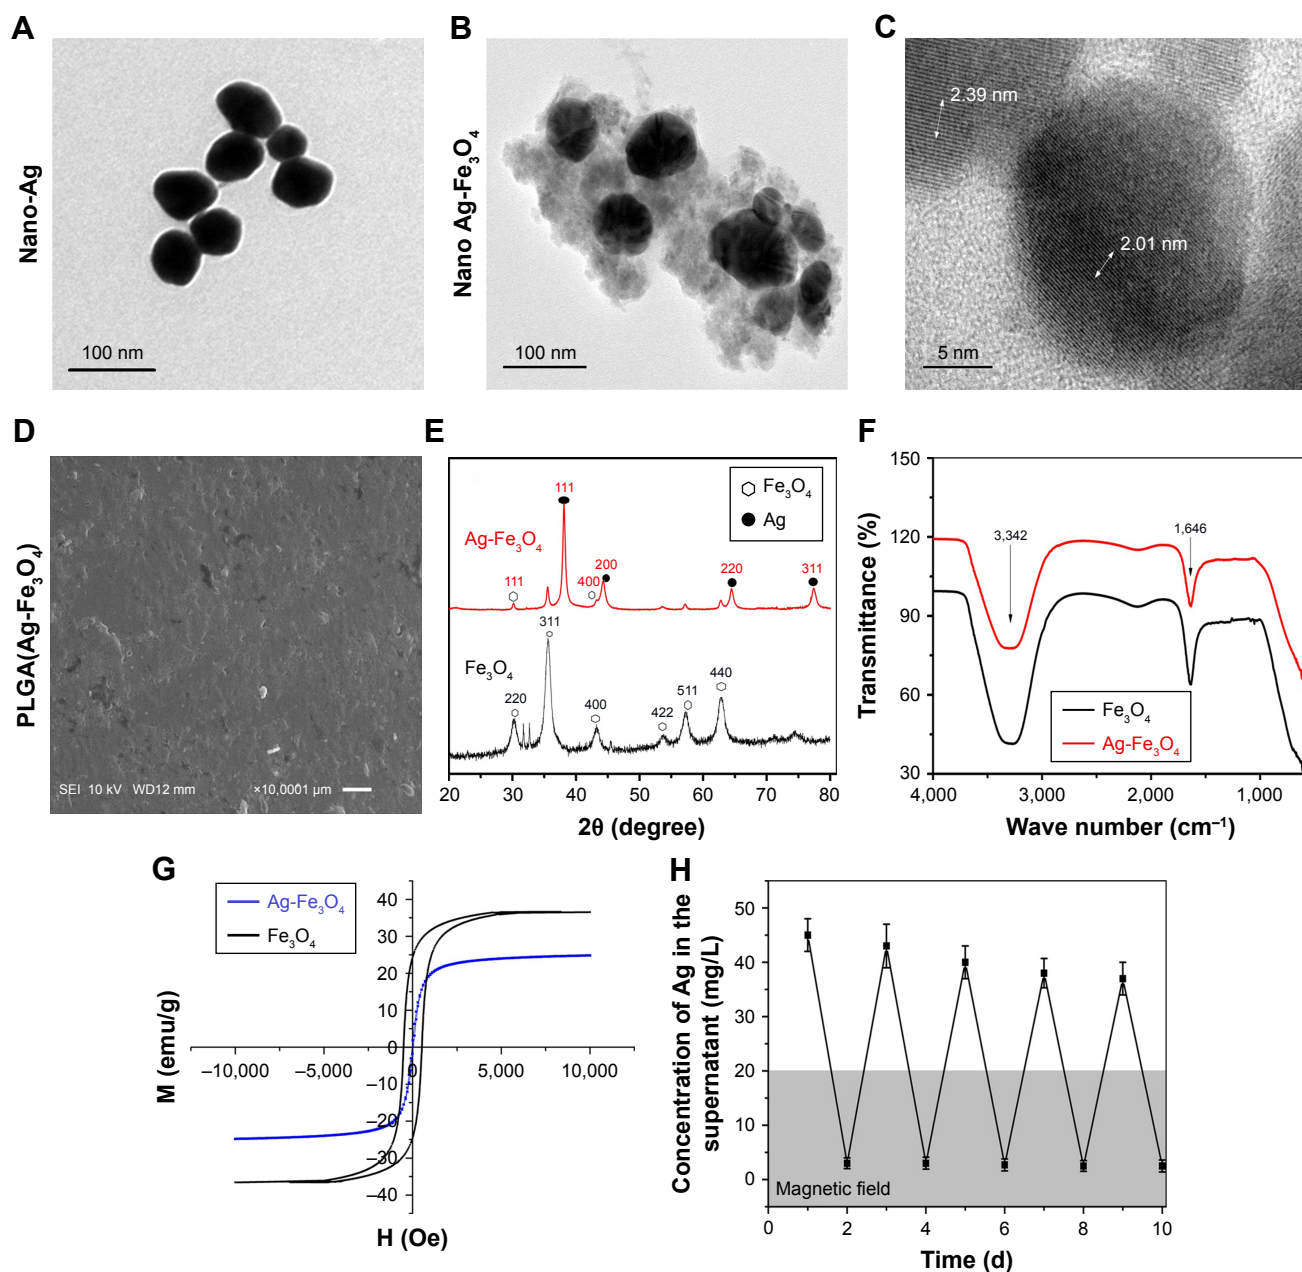 A
Nano-Ag
100 nm
B
Nano Ag-Fe₃O₄
100 nm
C
2.39 nm
2.01 nm
5 nm
D
PLGA(Ag-Fe₃O₄)
SEI 10 kV WD12 mm ×10,0001 μm
E
Fe₃O₄
Ag
Ag-Fe₃O₄
111
111
400
200
220
311
Fe₃O₄
220
311
400
422
511
440
20 30 40 50 60 70 80
2θ (degree)
F
Transmittance (%)
150
120
90
60
30
3,342
1,646
Fe₃O₄
Ag-Fe₃O₄
4,000 3,000 2,000 1,000
Wave number (cm⁻¹)
G
Ag-Fe₃O₄
Fe₃O₄
M (emu/g)
40
30
20
10
0
–10
–20
–30
–40
–10,000 –5,000 0 5,000 10,000
H (Oe)
H
Concentration of Ag in the
supernatant (mg/L)
50
40
30
20
10
0
Magnetic field
0 2 4 6 8 10
Time (d)